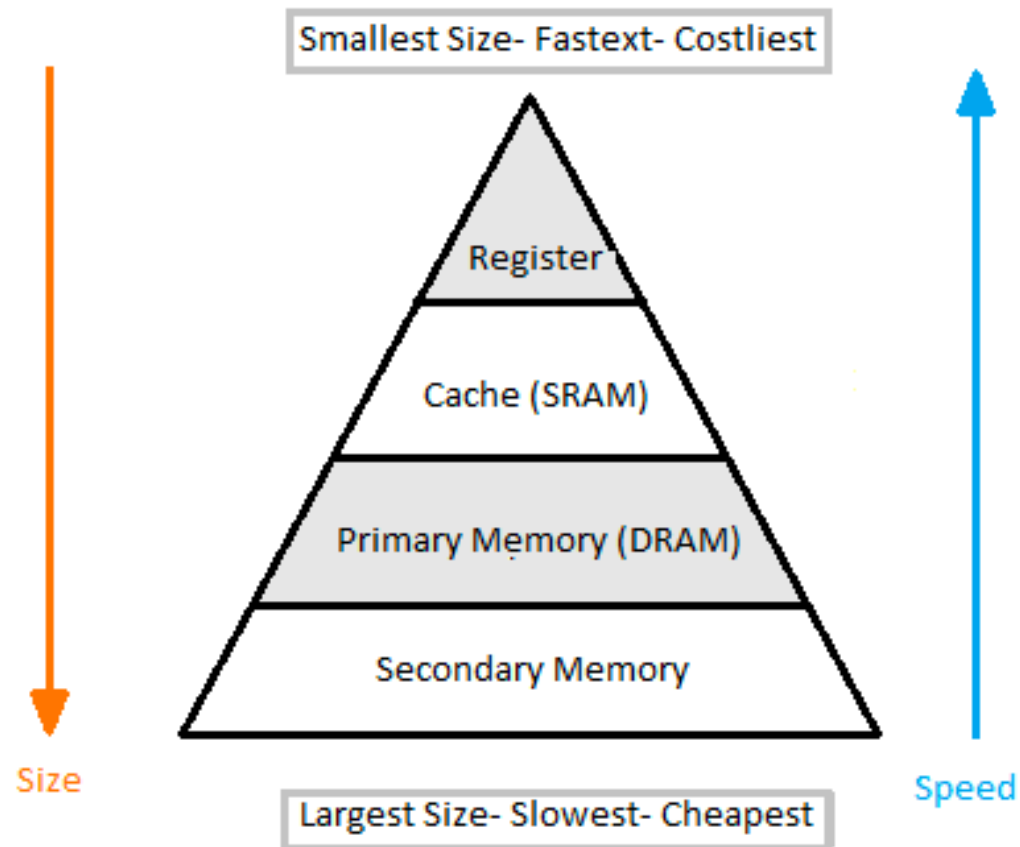 Smallest Size- Fastext- Costliest
Register
Cache (SRAM)
Primary Memory (DRAM)
Secondary Memory
Size
Speed
Largest Size- Slowest- Cheapest